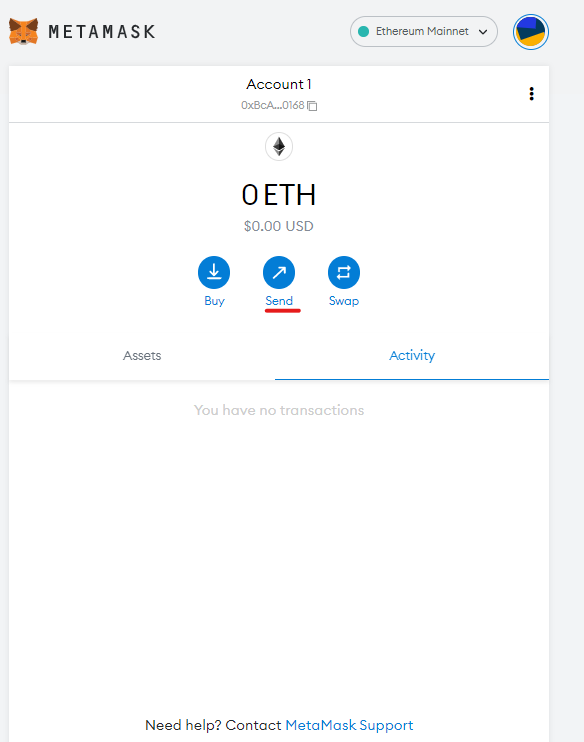 METAMASK
Ethereum Mainnet
Account 1
0xBcA...0168
0 ETH
$0.00 USD
Buy Send Swap
Assets Activity
You have no transactions
Need help? Contact MetaMask Support